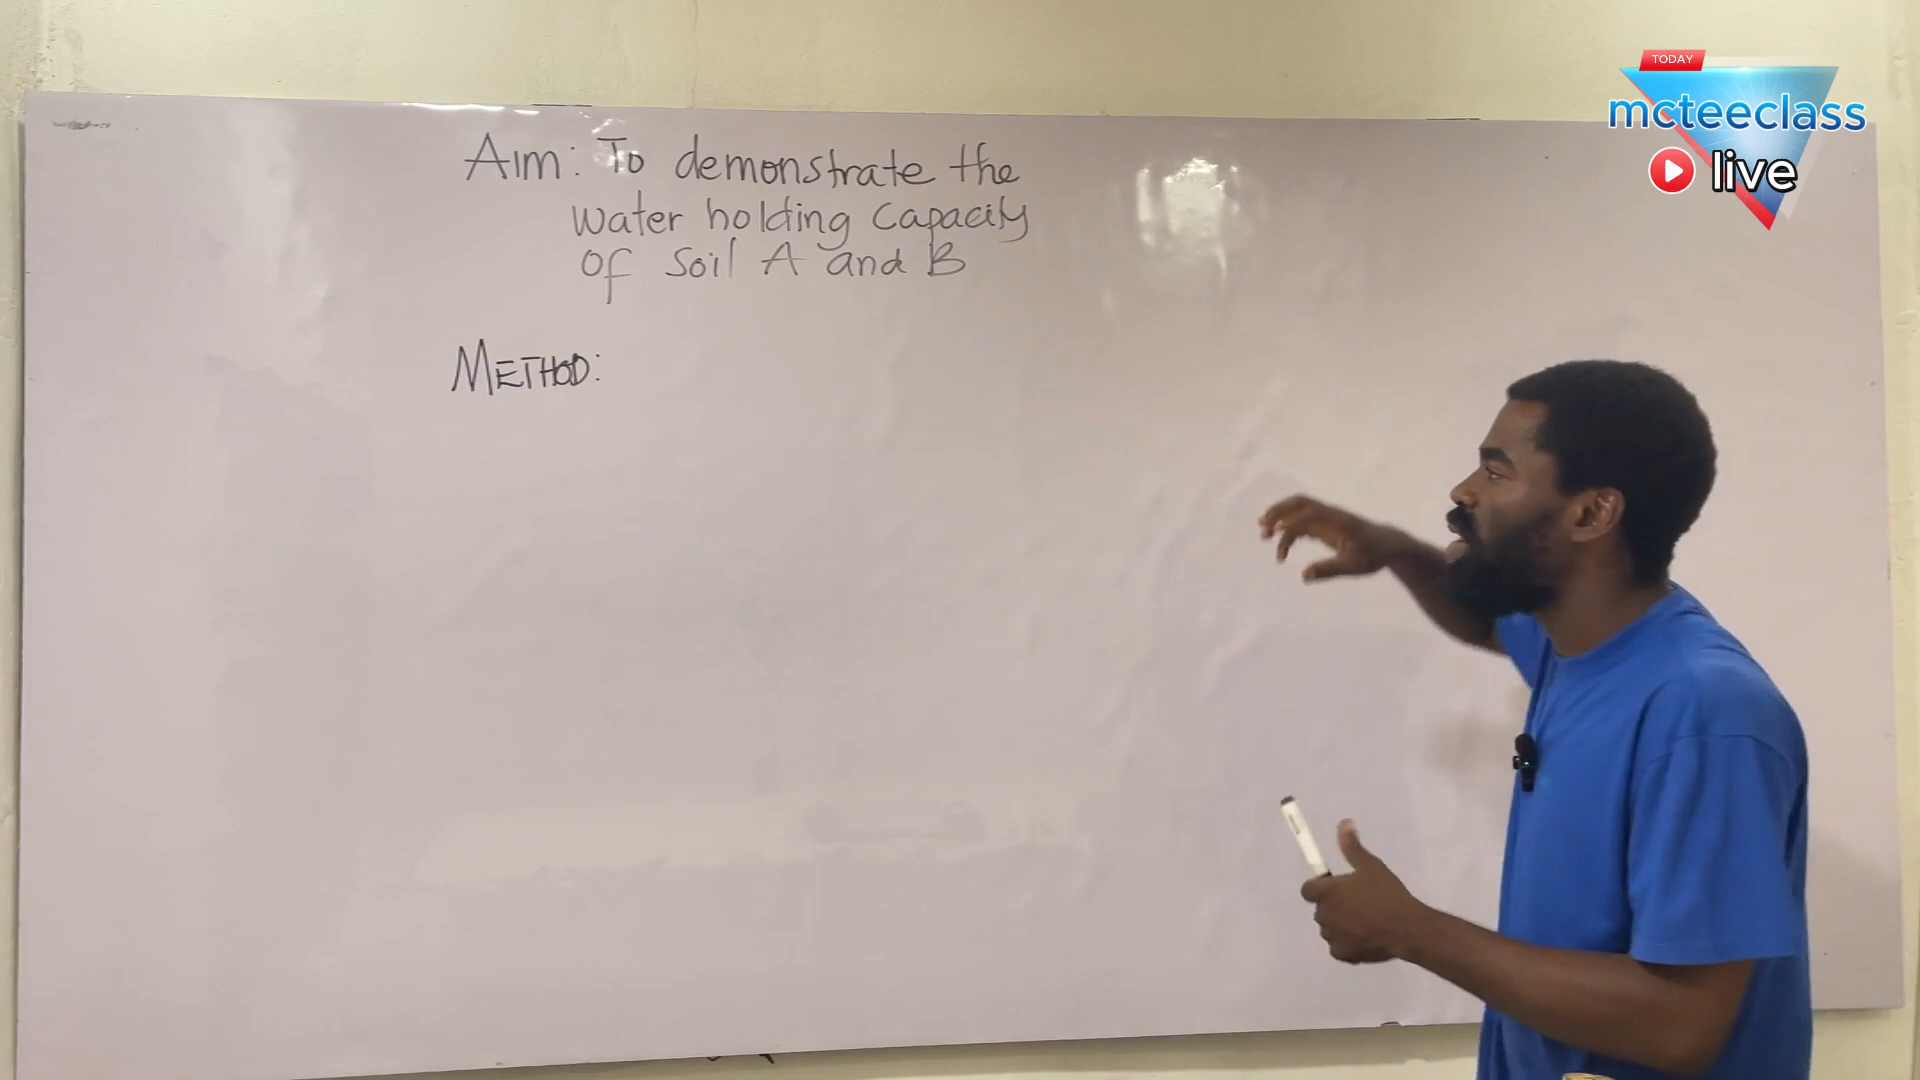 TODAY
mcteeclass
live
Aim: To demonstrate the
water holding capacity
of soil A and B
METHOD: